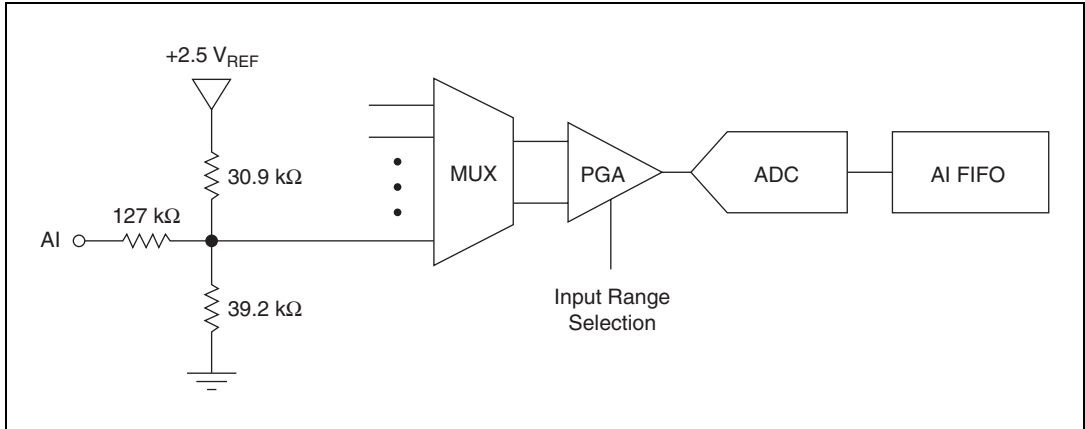 +2.5 VREF
30.9 kΩ
127 kΩ
AI
39.2 kΩ
MUX
PGA
ADC
AI FIFO
Input Range
Selection